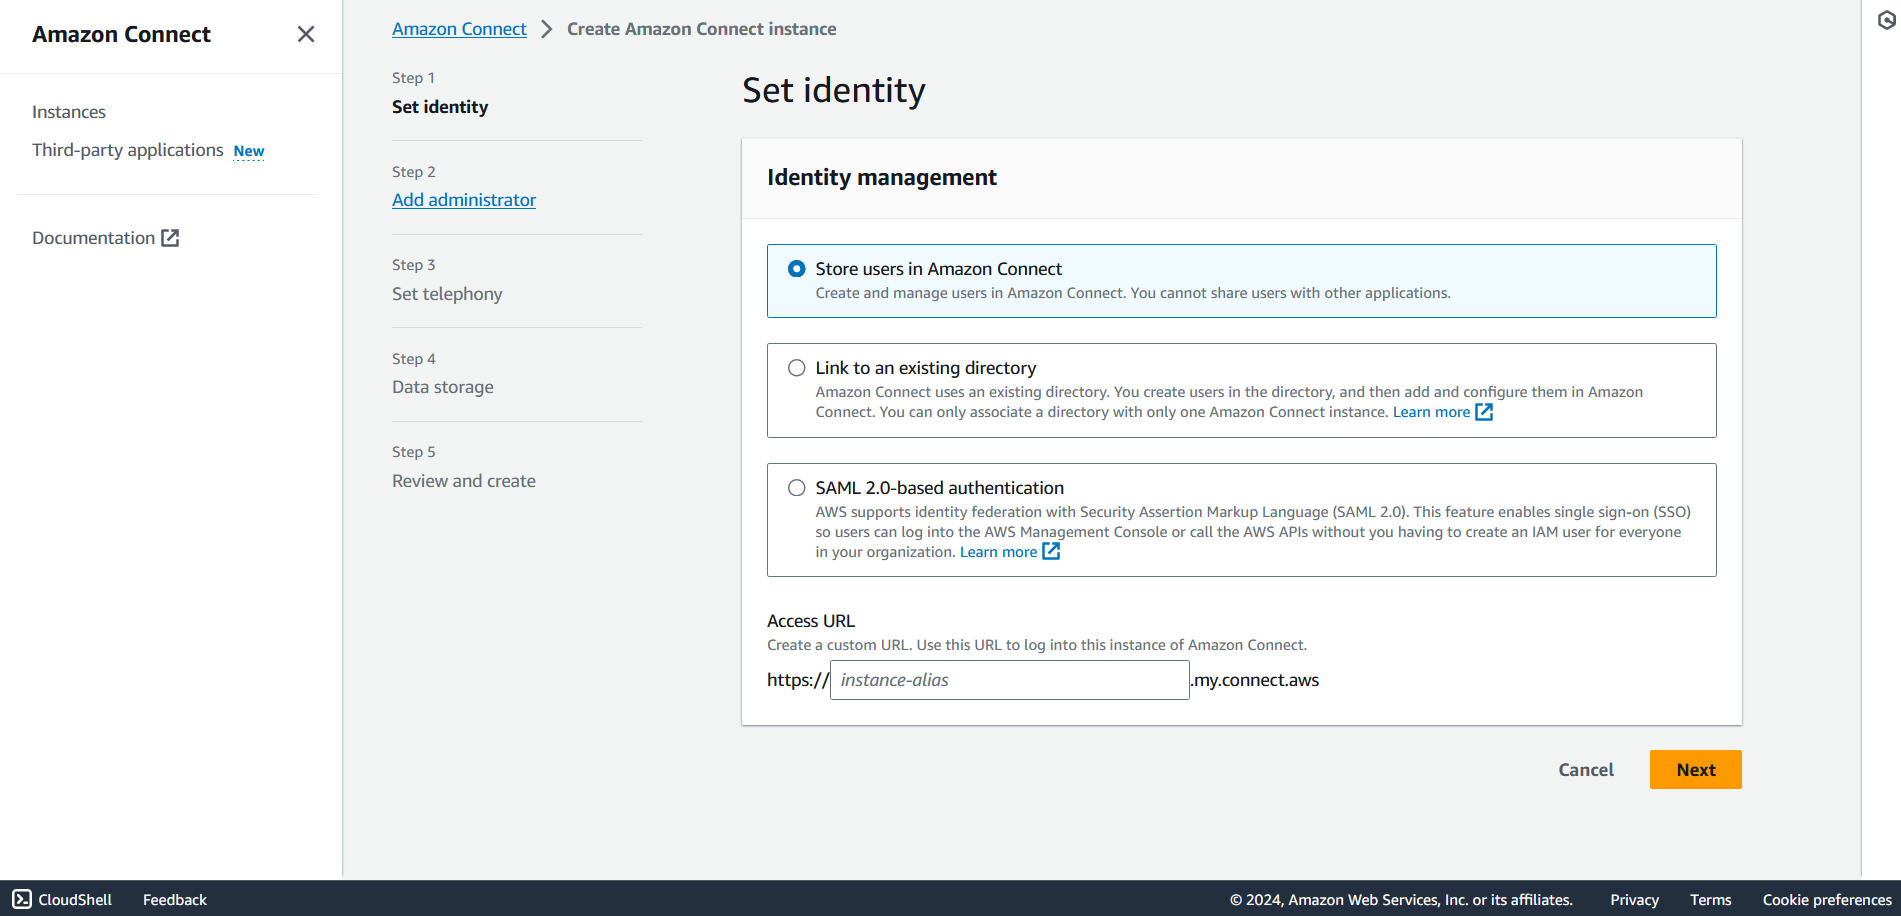 Amazon Connect
Instances
Third-party applications New
Documentation
Amazon Connect > Create Amazon Connect instance
Step 1
Set identity
Step 2
Add administrator
Step 3
Set telephony
Step 4
Data storage
Step 5
Review and create
Set identity
Identity management
Store users in Amazon Connect
Create and manage users in Amazon Connect. You cannot share users with other applications.
Link to an existing directory
Amazon Connect uses an existing directory. You create users in the directory, and then add and configure them in Amazon
Connect. You can only associate a directory with only one Amazon Connect instance. Learn more
SAML 2.0-based authentication
AWS supports identity federation with Security Assertion Markup Language (SAML 2.0). This feature enables single sign-on (SSO)
so users can log into the AWS Management Console or call the AWS APIs without you having to create an IAM user for everyone
in your organization. Learn more
Access URL
Create a custom URL. Use this URL to log into this instance of Amazon Connect.
https:// instance-alias .my.connect.aws
Cancel Next
CloudShell Feedback © 2024, Amazon Web Services, Inc. or its affiliates. Privacy Terms Cookie preferences